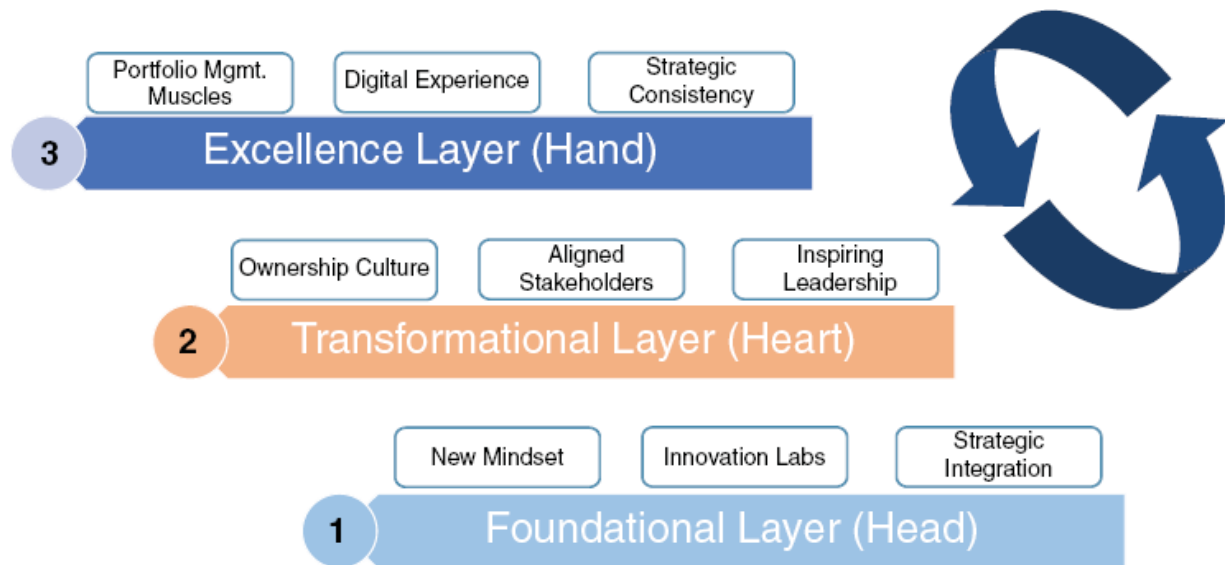 Portfolio Mgmt.
Muscles
Digital Experience
Strategic
Consistency
3
Excellence Layer (Hand)
Ownership Culture
Aligned
Stakeholders
Inspiring
Leadership
2
Transformational Layer (Heart)
New Mindset
Innovation Labs
Strategic
Integration
1
Foundational Layer (Head)